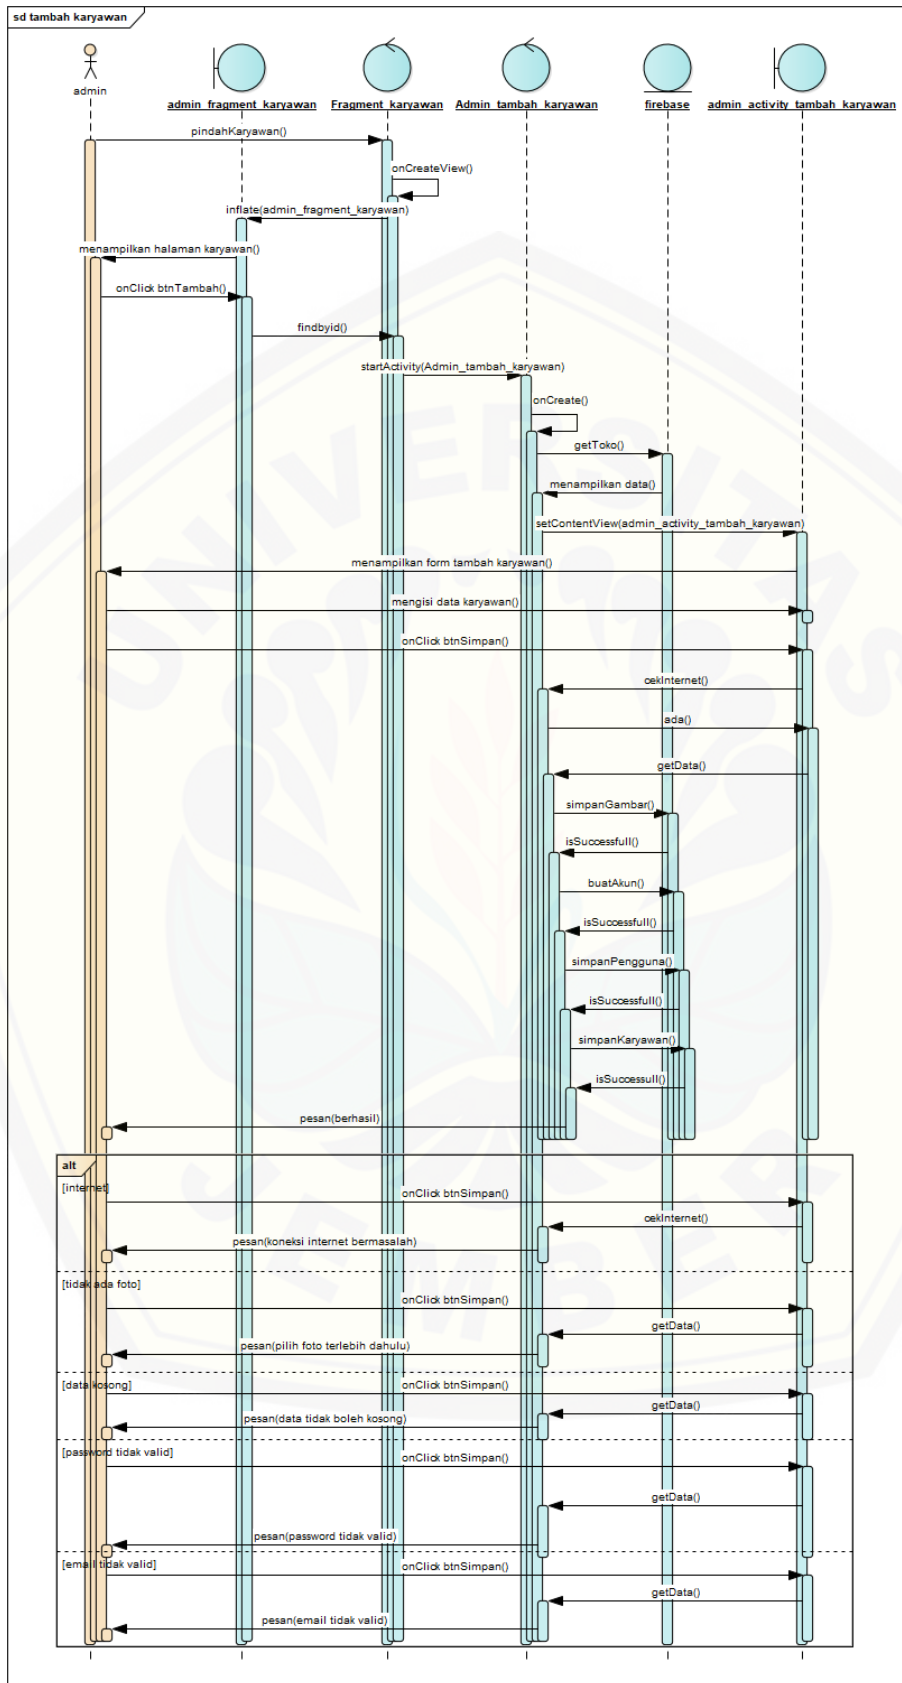 sd tambah karyawan
admin
admin_fragment_karyawan
Fragment_karyawan
Admin_tambah_karyawan
firebase
admin_activity_tambah_karyawan
pindahKaryawan()
onCreateView()
inflate(admin_fragment_karyawan)
menampilkan halaman karyawan()
onClick btnTambah()
findbyid()
startActivity(Admin_tambah_karyawan)
onCreate()
getToko()
menampilkan data()
setContentView(admin_activity_tambah_karyawan)
menampilkan form tambah karyawan()
mengisi data karyawan()
onClick btnSimpan()
cekInternet()
ada()
getData()
simpanGambar()
isSuccessfull()
buatAkun()
isSuccessfull()
simpanPengguna()
isSuccessfull()
simpanKaryawan()
isSuccessull()
pesan(berhasil)
alt
[internet]
onClick btnSimpan()
cekInternet()
pesan(koneksi internet bermasalah)
[tidak ada foto]
onClick btnSimpan()
getData()
pesan(pilih foto terlebih dahulu)
[data kosong]
onClick btnSimpan()
getData()
pesan(data tidak boleh kosong)
[password tidak valid]
onClick btnSimpan()
getData()
pesan(password tidak valid)
[email tidak valid]
onClick btnSimpan()
getData()
pesan(email tidak valid)
UNIVERSITAS
JEMBER